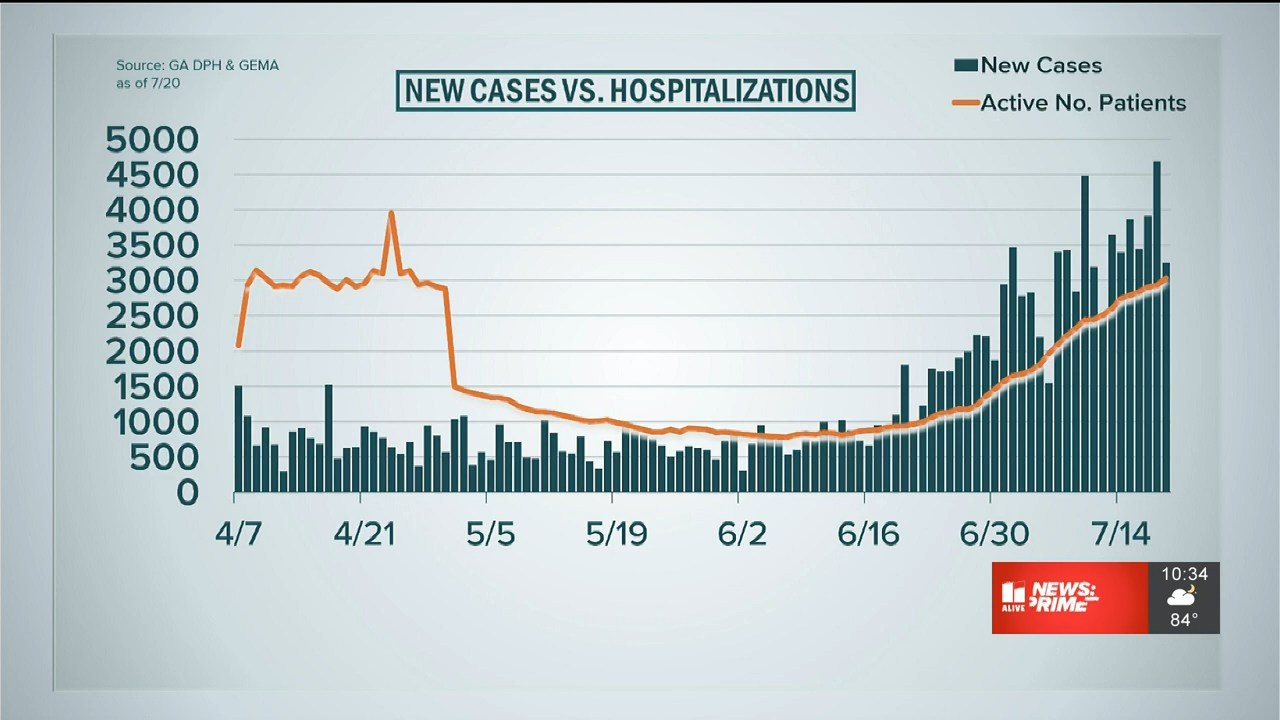 Source: GA DPH & GEMA
as of 7/20
NEW CASES VS. HOSPITALIZATIONS
New Cases
Active No. Patients
5000
4500
4000
3500
3000
2500
2000
1500
1000
500
0
4/7 4/21 5/5 5/19 6/2 6/16 6/30 7/14
11 ALIVE NEWS: PRIME
10:34
84°